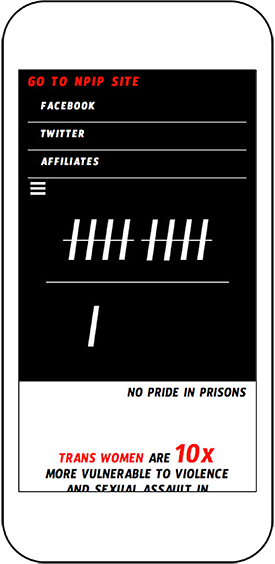 GO TO NPIP SITE
FACEBOOK
TWITTER
AFFILIATES
NO PRIDE IN PRISONS
TRANS WOMEN ARE 10x
MORE VULNERABLE TO VIOLENCE
AND SEXUAL ASSAULT IN